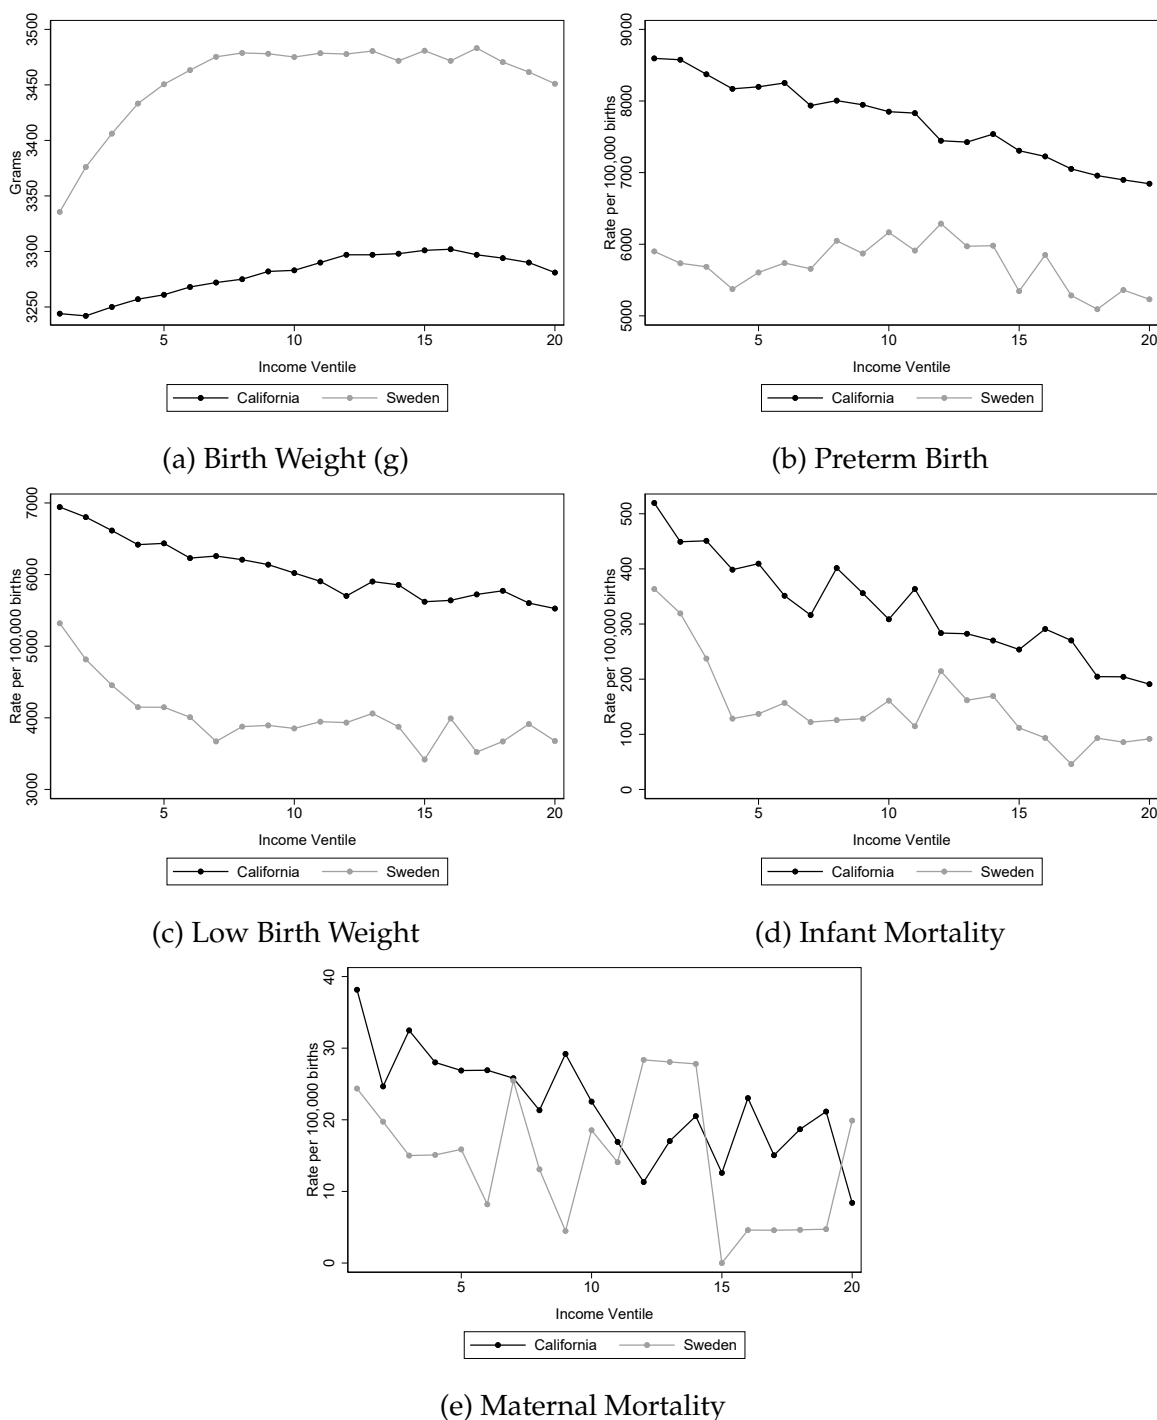 3500
3450
3400
3350
3300
3250
Grams
5 10 15 20
Income Ventile
California Sweden
(a) Birth Weight (g)
9000
8000
7000
6000
5000
Rate per 100,000 births
5 10 15 20
Income Ventile
California Sweden
(b) Preterm Birth
7000
6000
5000
4000
3000
Rate per 100,000 births
5 10 15 20
Income Ventile
California Sweden
(c) Low Birth Weight
500
400
300
200
100
0
Rate per 100,000 births
5 10 15 20
Income Ventile
California Sweden
(d) Infant Mortality
40
30
20
10
0
Rate per 100,000 births
5 10 15 20
Income Ventile
California Sweden
(e) Maternal Mortality